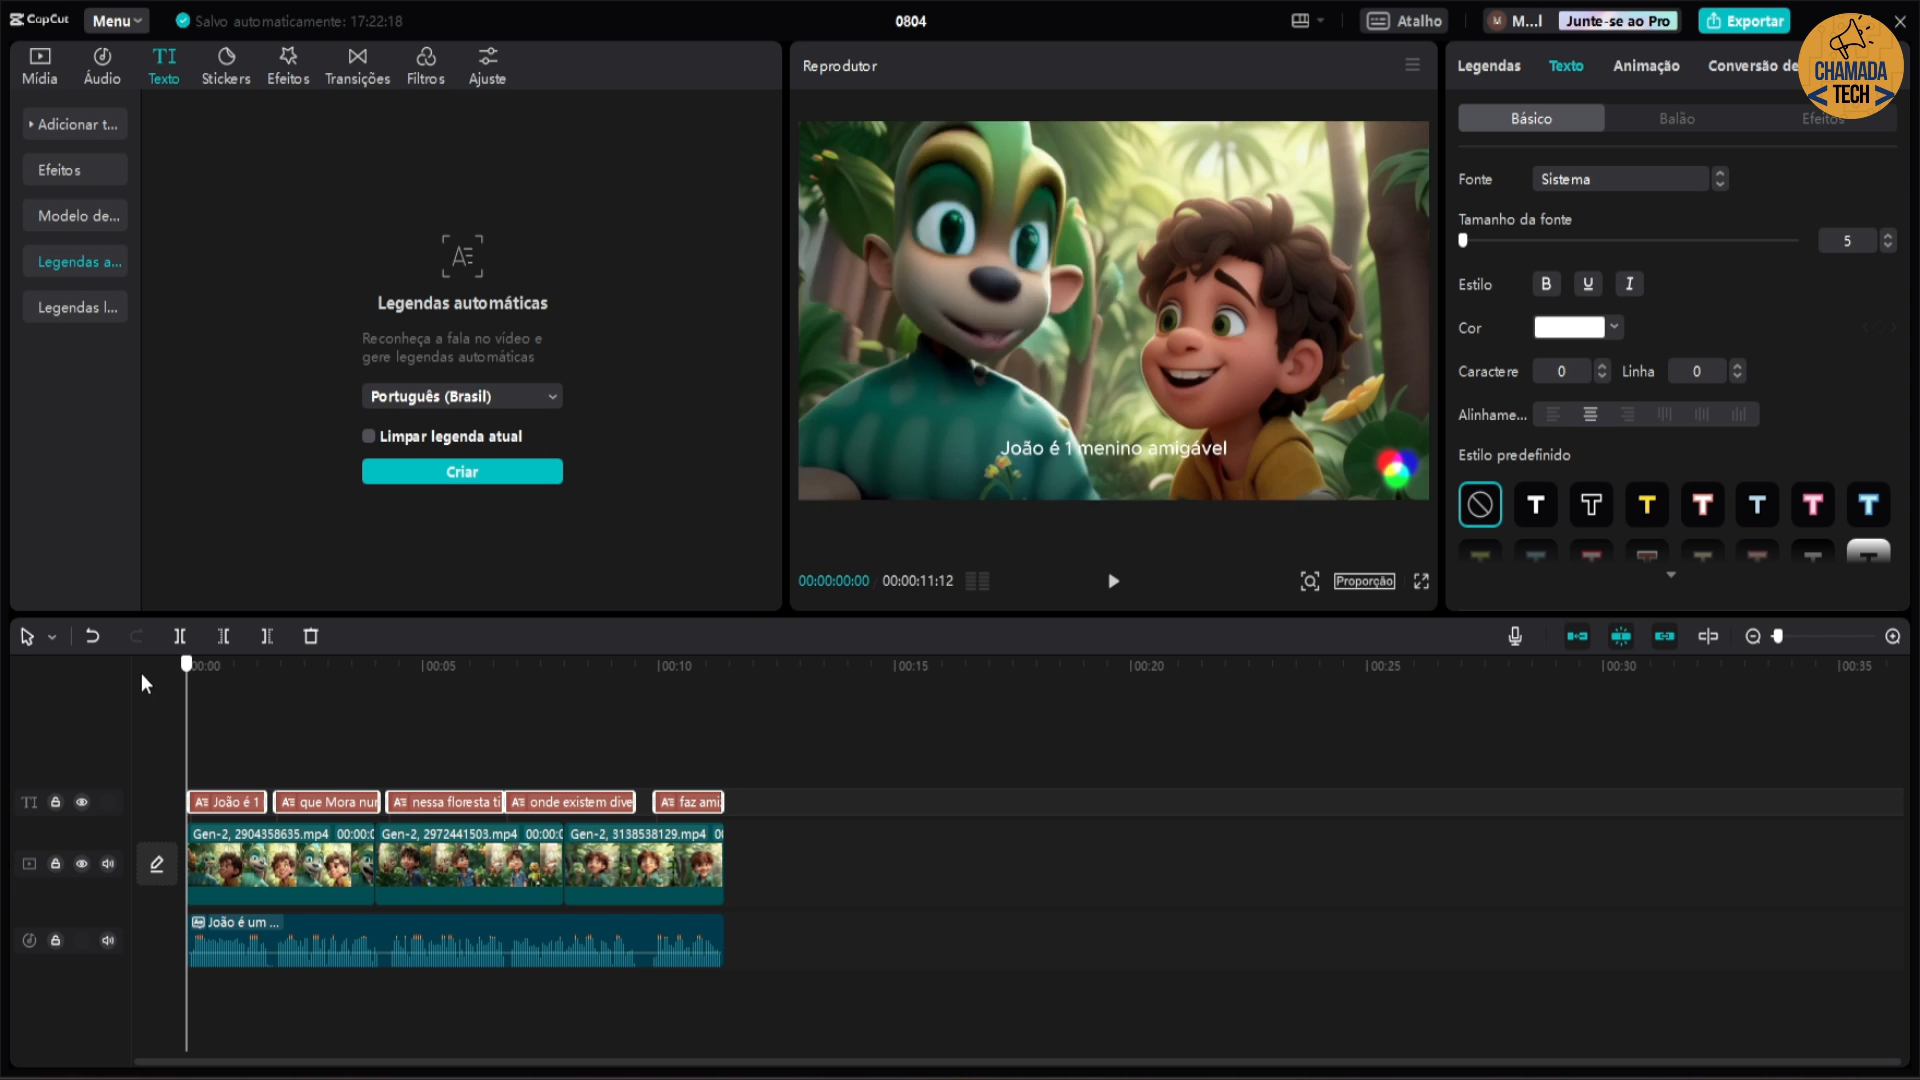 CapCut Menu Salvo automaticamente: 17:22:18 0804 Atalho M M...l Junte-se ao Pro Exportar
CHAMADA
< TECH >
Mídia Áudio TI Texto Stickers Efeitos Transições Filtros Ajuste
Adicionar t...
Efeitos
Modelo de...
Legendas a...
Legendas l...
Legendas automáticas
Reconheça a fala no vídeo e
gere legendas automáticas
Português (Brasil)
Limpar legenda atual
Criar
Reprodutor
João é 1 menino amigável
00:00:00:00 00:00:11:12 Proporção
Legendas Texto Animação Conversão de
Básico Balão Efeitos
Fonte Sistema
Tamanho da fonte
5
Estilo B U I
Cor
Caractere 0 Linha 0
Alinhame...
Estilo predefinido
T T T T T T T
00:00 00:05 00:10 00:15 00:20 00:25 00:30 00:35
TI João é 1 que Mora nur nessa floresta ti onde existem dive faz ami
Gen-2, 2904358635.mp4 00:00:0 Gen-2, 2972441503.mp4 00:00:0 Gen-2, 3138538129.mp4 00
João é um ...